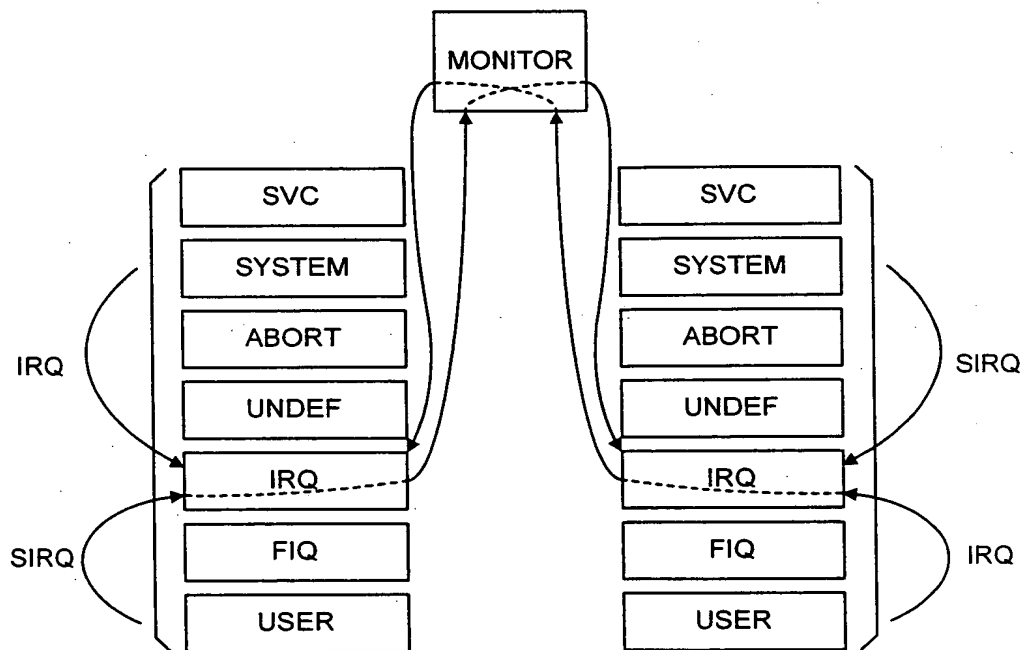 MONITOR
SVC
SYSTEM
ABORT
UNDEF
IRQ
FIQ
USER
IRQ
SIRQ
SVC
SYSTEM
ABORT
UNDEF
IRQ
FIQ
USER
SIRQ
IRQ